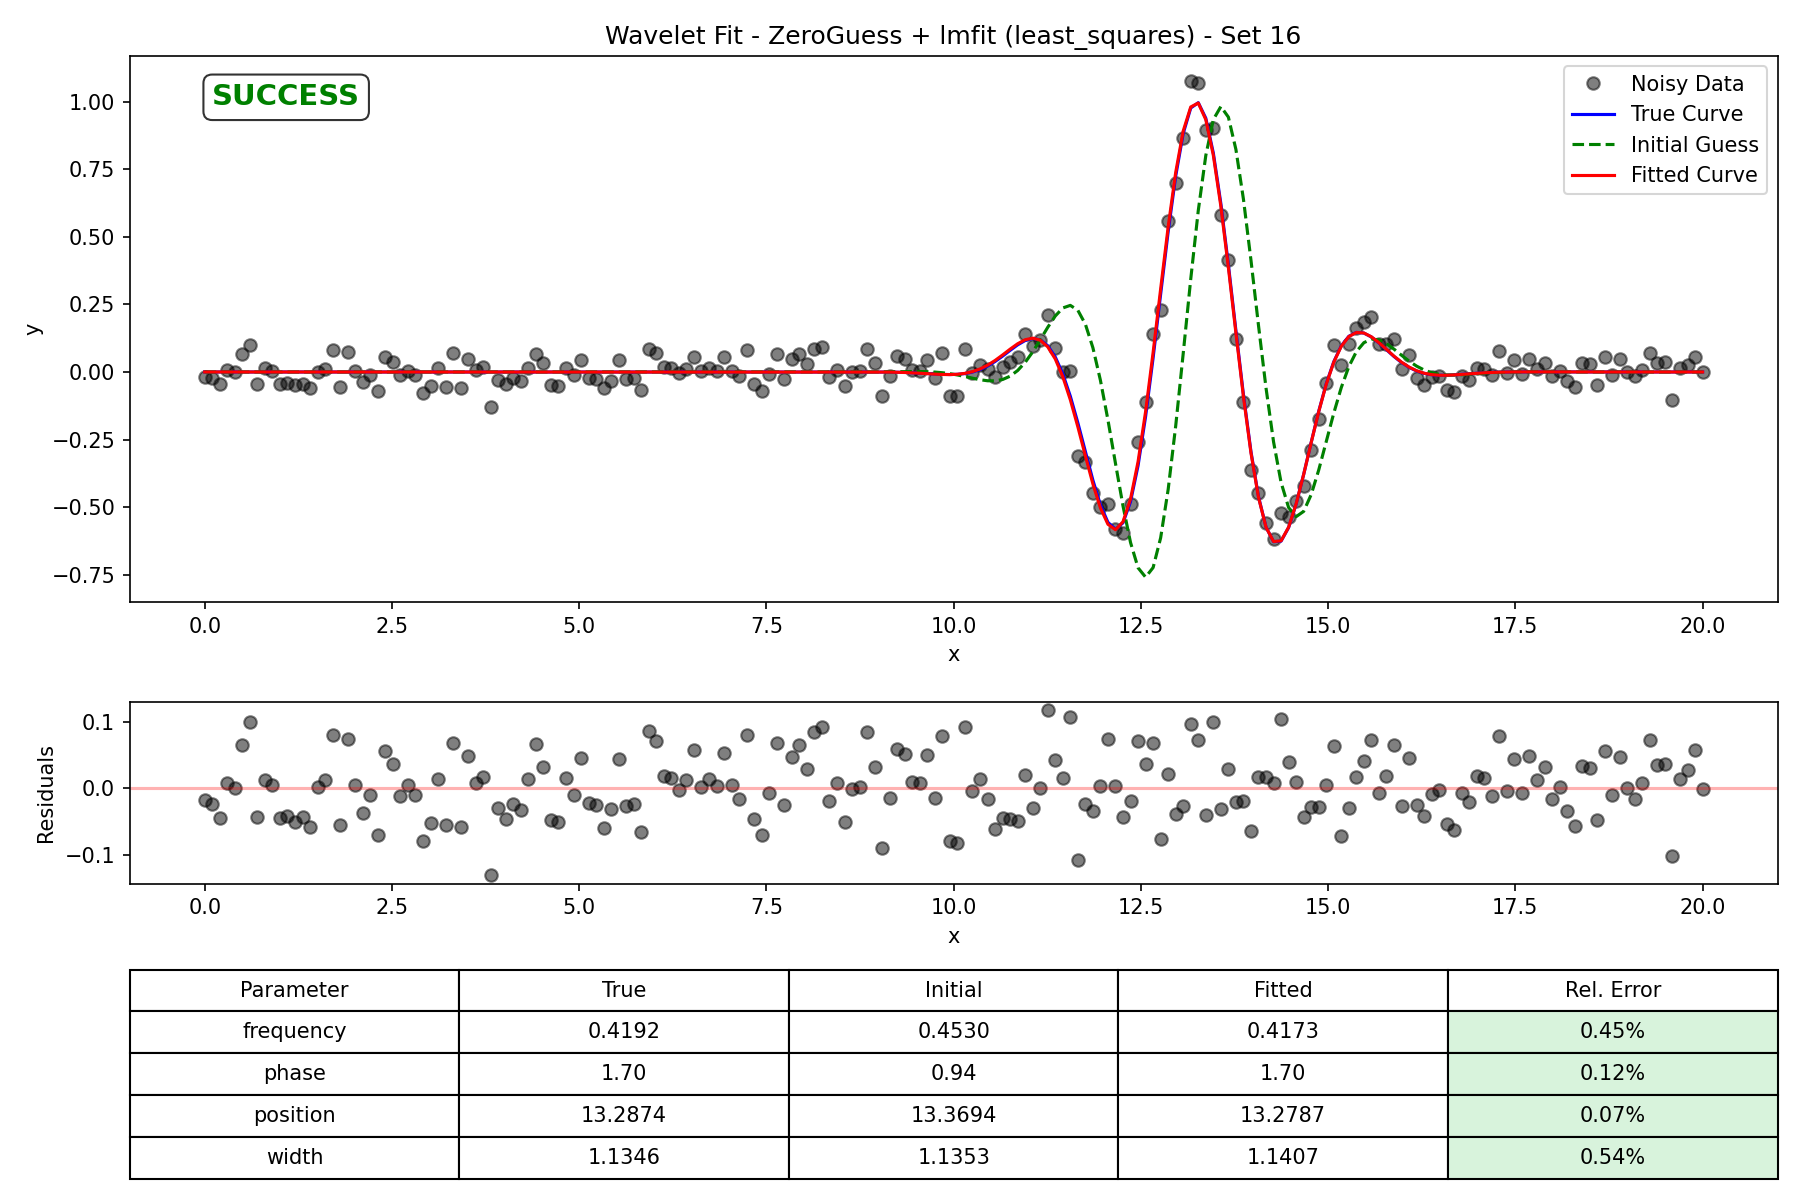 Wavelet Fit - ZeroGuess + lmfit (least_squares) - Set 16
SUCCESS
Noisy Data
True Curve
Initial Guess
Fitted Curve
1.00
0.75
0.50
0.25
0.00
−0.25
−0.50
−0.75
y
0.0 2.5 5.0 7.5 10.0 12.5 15.0 17.5 20.0
x
0.1
0.0
−0.1
Residuals
0.0 2.5 5.0 7.5 10.0 12.5 15.0 17.5 20.0
x
Parameter True Initial Fitted Rel. Error
frequency 0.4192 0.4530 0.4173 0.45%
phase 1.70 0.94 1.70 0.12%
position 13.2874 13.3694 13.2787 0.07%
width 1.1346 1.1353 1.1407 0.54%